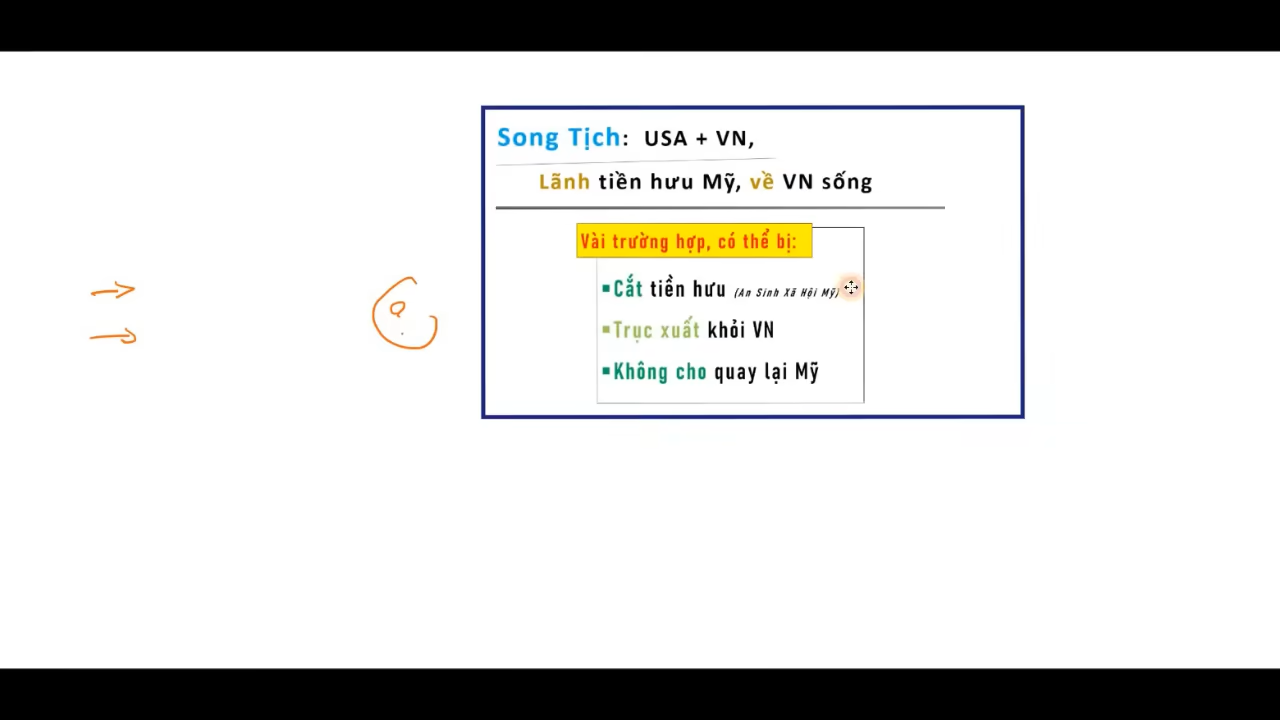 Song Tịch: USA + VN,
Lãnh tiền hưu Mỹ, về VN sống
Vài trường hợp, có thể bị:
▪Cắt tiền hưu (An Sinh Xã Hội Mỹ)
▪Trục xuất khỏi VN
▪Không cho quay lại Mỹ